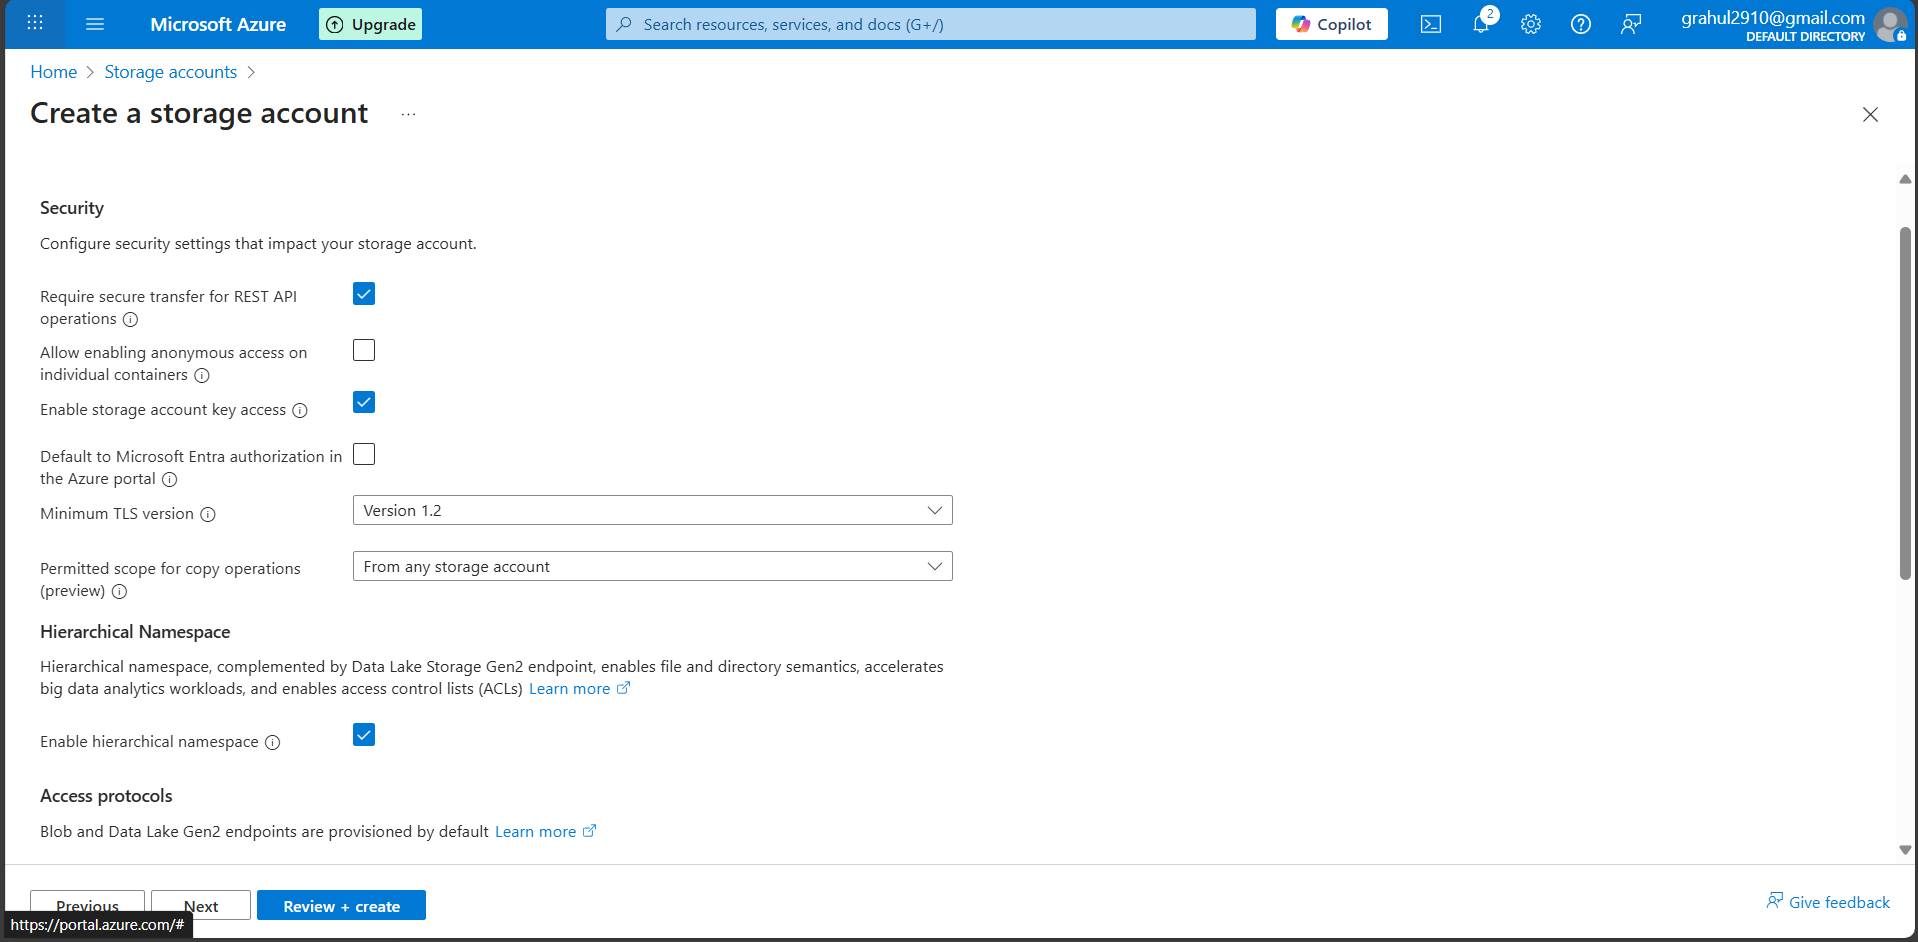 Microsoft Azure
Upgrade
Search resources, services, and docs (G+/)
Copilot
2
grahul2910@gmail.com
DEFAULT DIRECTORY
Home > Storage accounts >
Create a storage account ...
Security
Configure security settings that impact your storage account.
Require secure transfer for REST API
operations
Allow enabling anonymous access on
individual containers
Enable storage account key access
Default to Microsoft Entra authorization in
the Azure portal
Minimum TLS version
Version 1.2
Permitted scope for copy operations
(preview)
From any storage account
Hierarchical Namespace
Hierarchical namespace, complemented by Data Lake Storage Gen2 endpoint, enables file and directory semantics, accelerates
big data analytics workloads, and enables access control lists (ACLs) Learn more
Enable hierarchical namespace
Access protocols
Blob and Data Lake Gen2 endpoints are provisioned by default Learn more
Previous
Next
Review + create
Give feedback
https://portal.azure.com/#